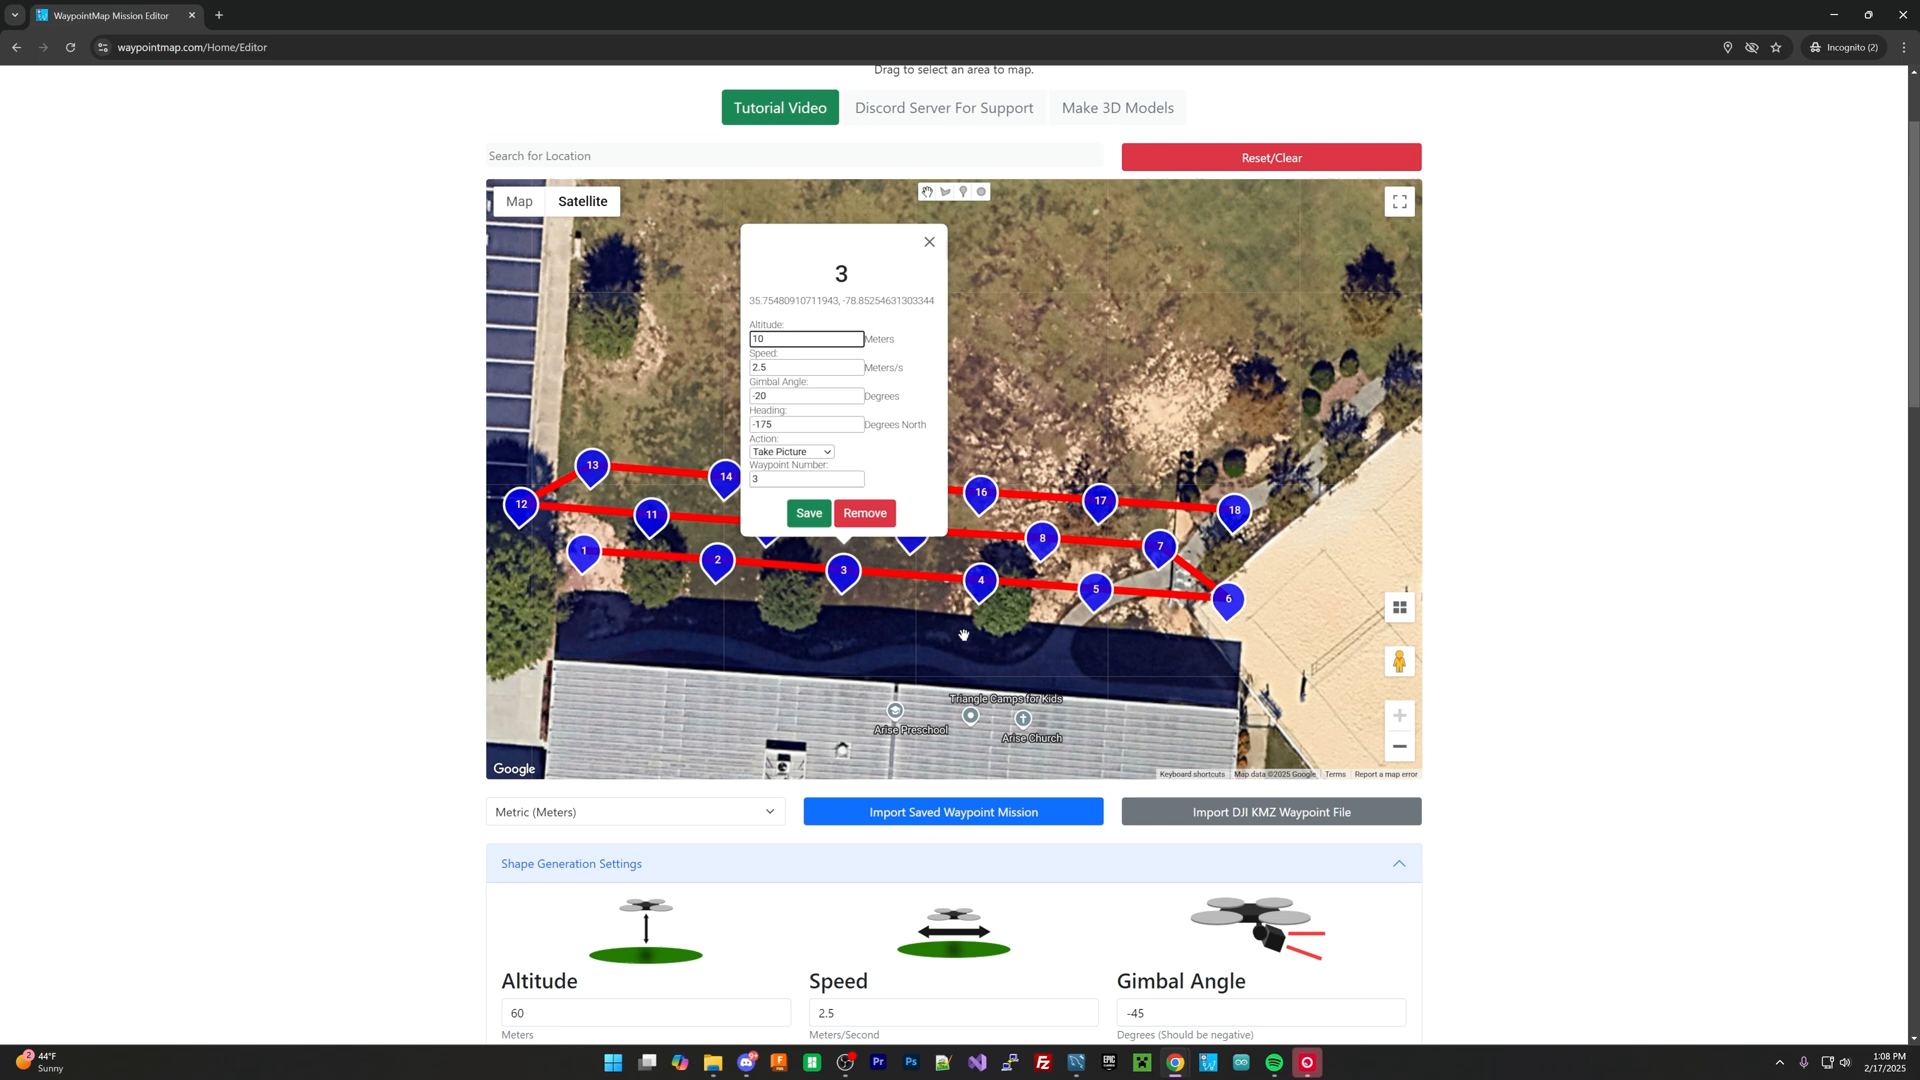 WaypointMap Mission Editor
waypointmap.com/Home/Editor
Incognito (2)
Drag to select an area to map.
Tutorial Video
Discord Server For Support
Make 3D Models
Search for Location
Reset/Clear
Map
Satellite
3
35.75480910711943, -78.85254631303344
Altitude:
10 Meters
Speed:
2.5 Meters/s
Gimbal Angle:
-20 Degrees
Heading:
-175 Degrees North
Action:
Take Picture
Waypoint Number:
3
Save
Remove
13
14
16
17
18
12
11
8
7
1
2
3
4
5
6
Triangle Camps for Kids
Arise Preschool
Arise Church
Google
Keyboard shortcuts
Map data ©2025 Google
Terms
Report a map error
Metric (Meters)
Import Saved Waypoint Mission
Import DJI KMZ Waypoint File
Shape Generation Settings
Altitude
Speed
Gimbal Angle
60
2.5
-45
Meters
Meters/Second
Degrees (Should be negative)
2
44°F
Sunny
Pr
Ps
EPIC
1:08 PM
2/17/2025